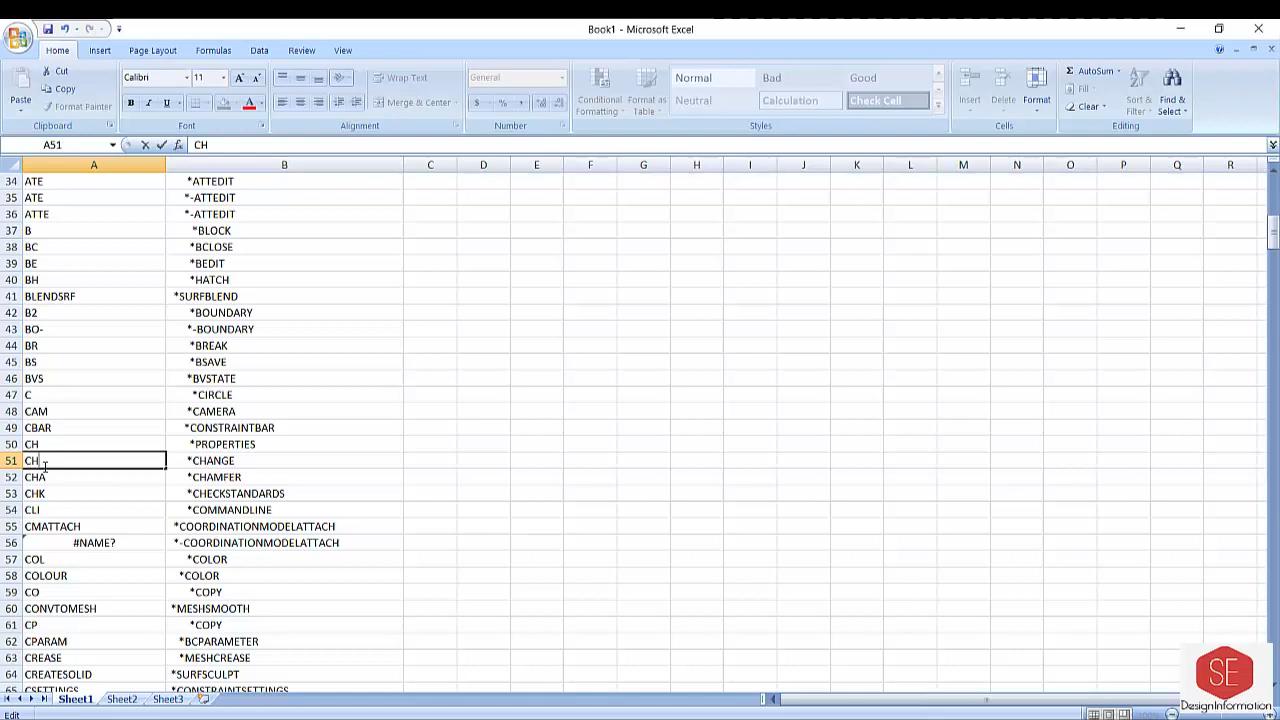 Book1 - Microsoft Excel
Home Insert Page Layout Formulas Data Review View
Paste
Cut
Copy
Format Painter
Clipboard
Calibri 11
B I U
Font
Wrap Text
Merge & Center
Alignment
General
$ % ,
Number
Conditional Formatting
Format as Table
Normal Bad Good
Neutral Calculation Check Cell
Styles
Insert Delete Format
Cells
AutoSum
Fill
Clear
Sort & Filter
Find & Select
Editing
A51 fx CH
A B C D E F G H I J K L M N O P Q R
34 ATE *ATTEDIT
35 ATE *-ATTEDIT
36 ATTE *-ATTEDIT
37 B *BLOCK
38 BC *BCLOSE
39 BE *BEDIT
40 BH *HATCH
41 BLENDSRF *SURFBLEND
42 B2 *BOUNDARY
43 BO- *-BOUNDARY
44 BR *BREAK
45 BS *BSAVE
46 BVS *BVSTATE
47 C *CIRCLE
48 CAM *CAMERA
49 CBAR *CONSTRAINTBAR
50 CH *PROPERTIES
51 CH *CHANGE
52 CHA *CHAMFER
53 CHK *CHECKSTANDARDS
54 CLI *COMMANDLINE
55 CMATTACH *COORDINATIONMODELATTACH
56 #NAME? *-COORDINATIONMODELATTACH
57 COL *COLOR
58 COLOUR *COLOR
59 CO *COPY
60 CONVTOMESH *MESHSMOOTH
61 CP *COPY
62 CPARAM *BCPARAMETER
63 CREASE *MESHCREASE
64 CREATESOLID *SURFSCULPT
65 CSETTINGS *CONSTRAINTSETTINGS
Sheet1 Sheet2 Sheet3
Edit 100%
SE
DesignInformation